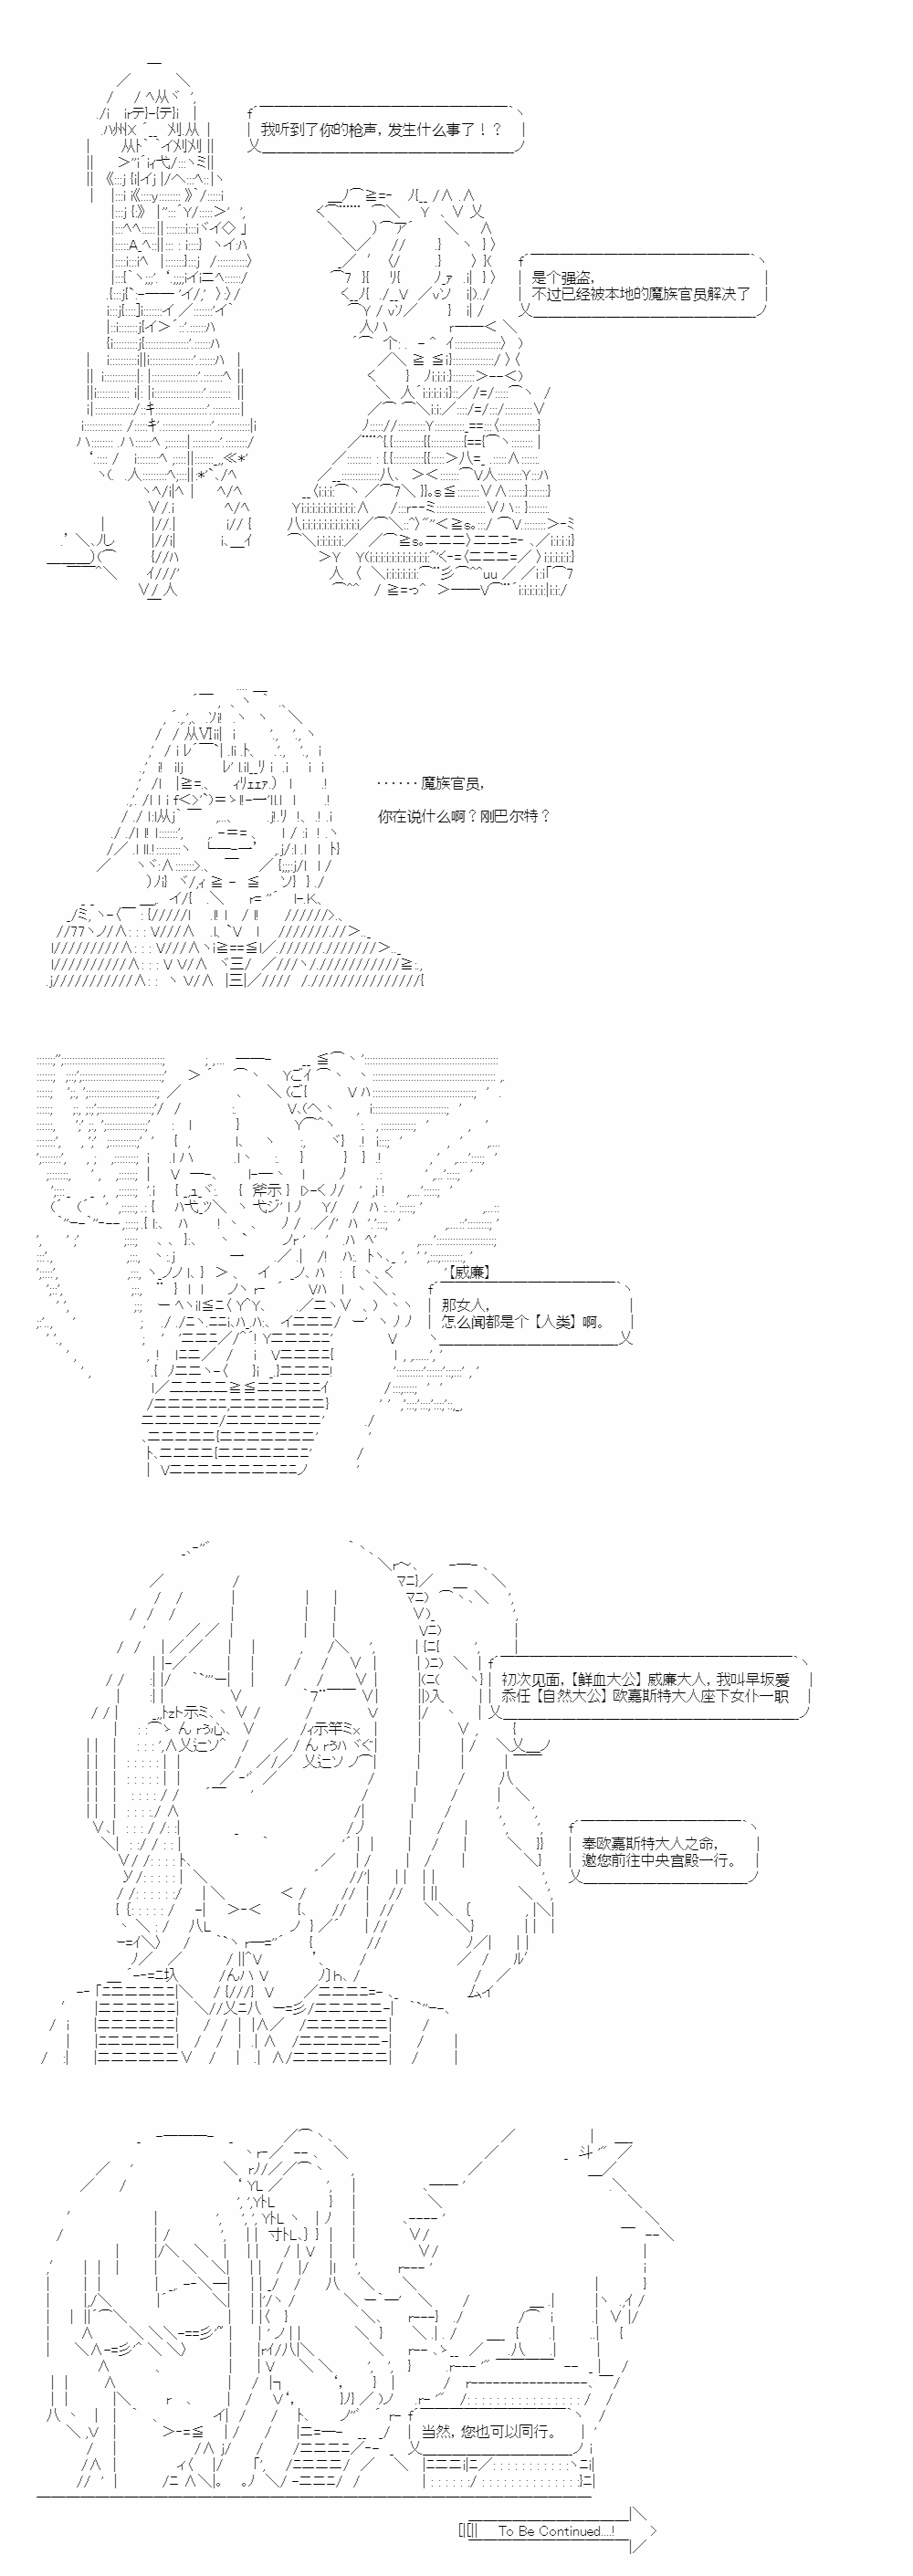 我听到了你的枪声，发生什么事了！？
是个强盗，
不过已经被本地的魔族官员解决了
・・・・・・魔族官员，
你在说什么啊？刚巴尔特？
【威廉】
那女人，
怎么闻都是个【人类】啊。
初次见面，【鲜血大公】威廉大人，我叫早坂爱
忝任【自然大公】欧嘉斯特大人座下女仆一职
奉欧嘉斯特大人之命，
邀您前往中央宫殿一行。
当然，您也可以同行。
To Be Continued...!